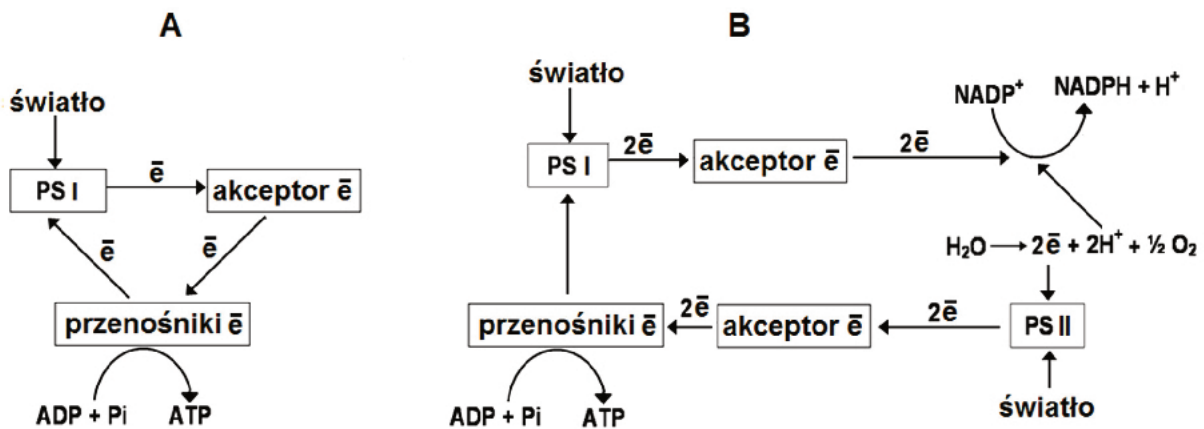 A
światło
PS I
ē
akceptor ē
ē
ē
przenośniki ē
ADP + Pi
ATP
B
światło
NADP⁺
NADPH + H⁺
PS I
2ē
akceptor ē
2ē
H₂O → 2ē + 2H⁺ + ½ O₂
przenośniki ē
2ē
akceptor ē
2ē
PS II
ADP + Pi
ATP
światło